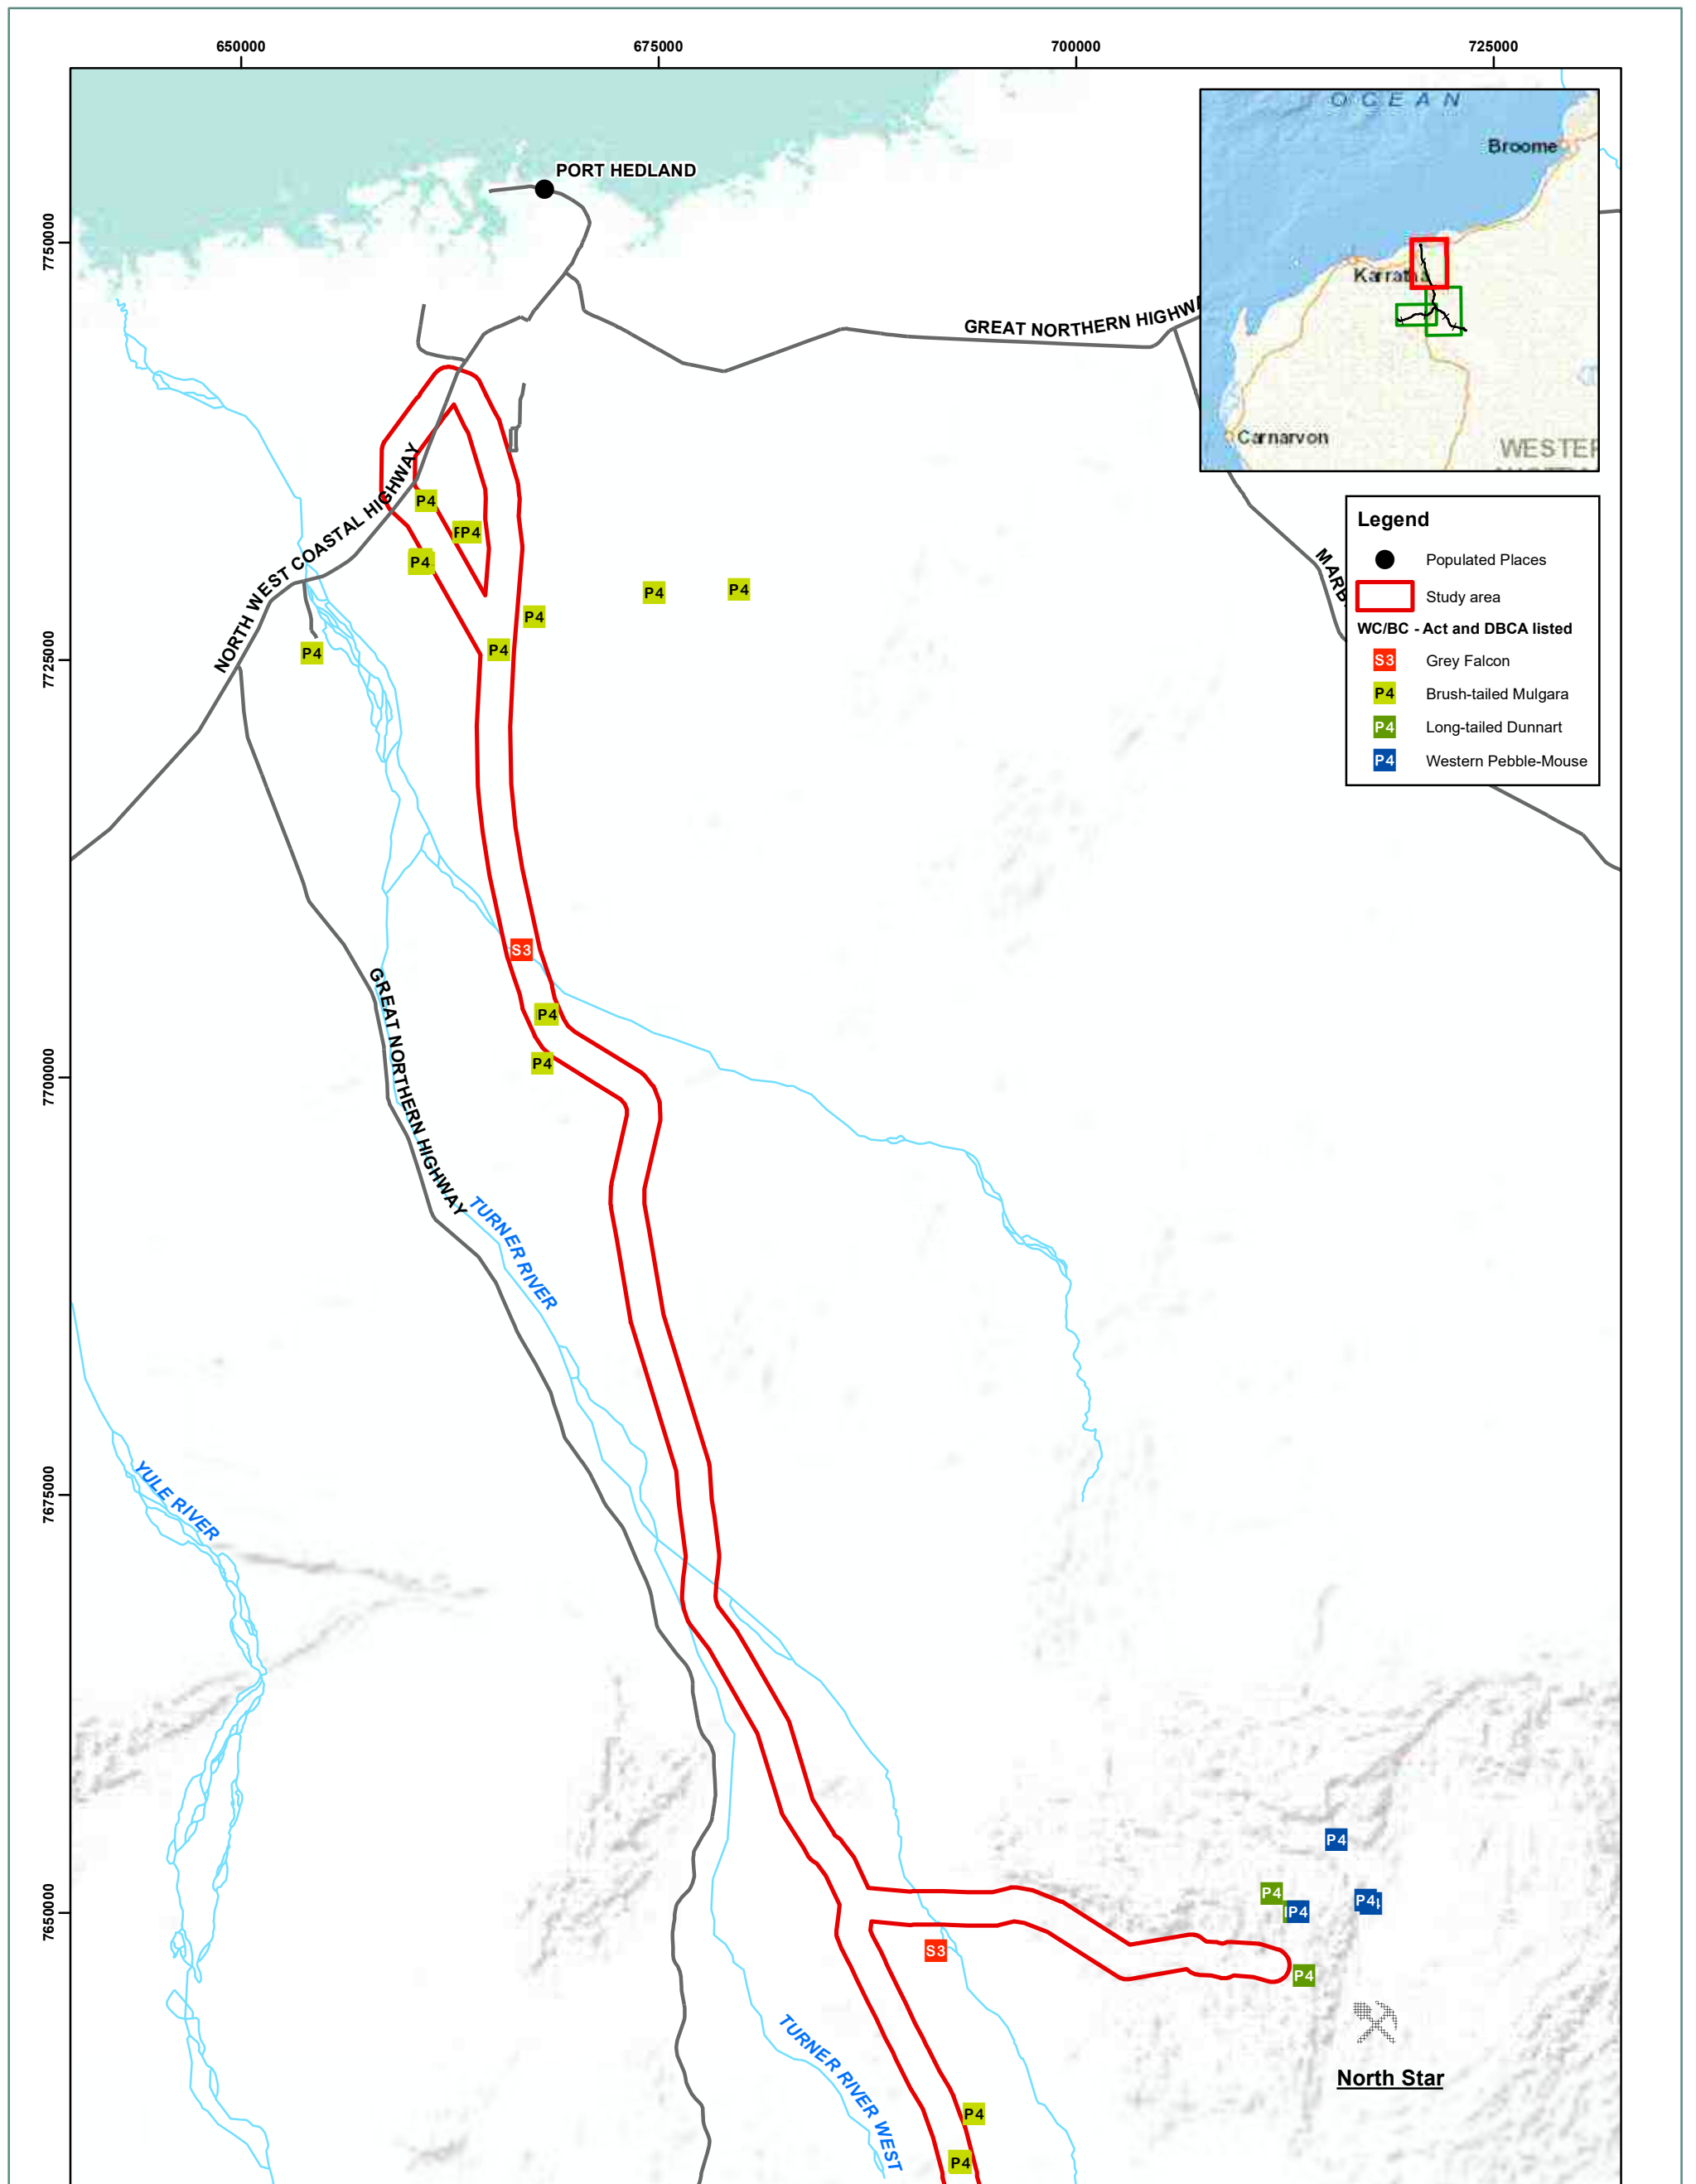 650000
675000
700000
725000
OCEAN
Broome
PORT HEDLAND
7750000
Karratha
GREAT NORTHERN HIGHWA
Carnarvon
WESTER
NORTH WEST COASTAL HIGHWAY
P4
P4
P4
P4
P4
P4
P4
P4
7725000
MARB
Legend
Populated Places
Study area
WC/BC - Act and DBCA listed
S3 Grey Falcon
P4 Brush-tailed Mulgara
P4 Long-tailed Dunnart
P4 Western Pebble-Mouse
S3
GREAT NORTHERN HIGHWAY
P4
P4
7700000
TURNER RIVER
7675000
YULE RIVER
P4
P4
P4
P4
7650000
S3
P4
TURNER RIVER WEST
North Star
P4
P4